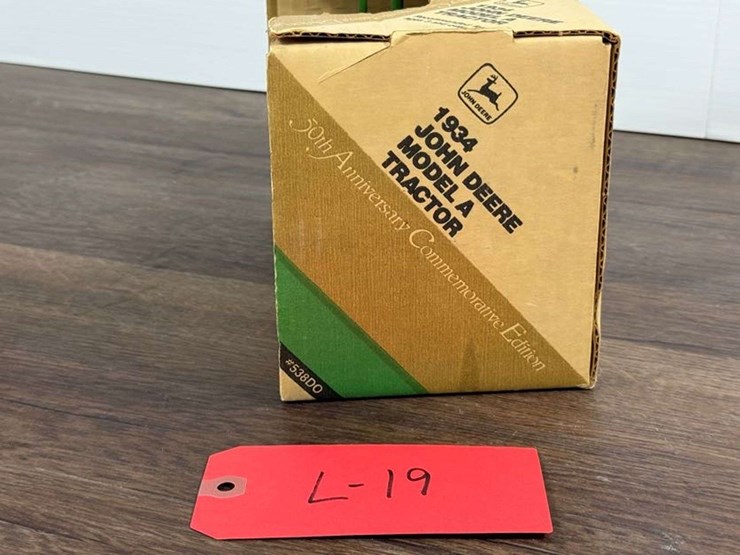 JOHN DEERE
1934
JOHN DEERE
MODEL A
TRACTOR
50th Anniversary Commemorative Edition
#538DO
L-19